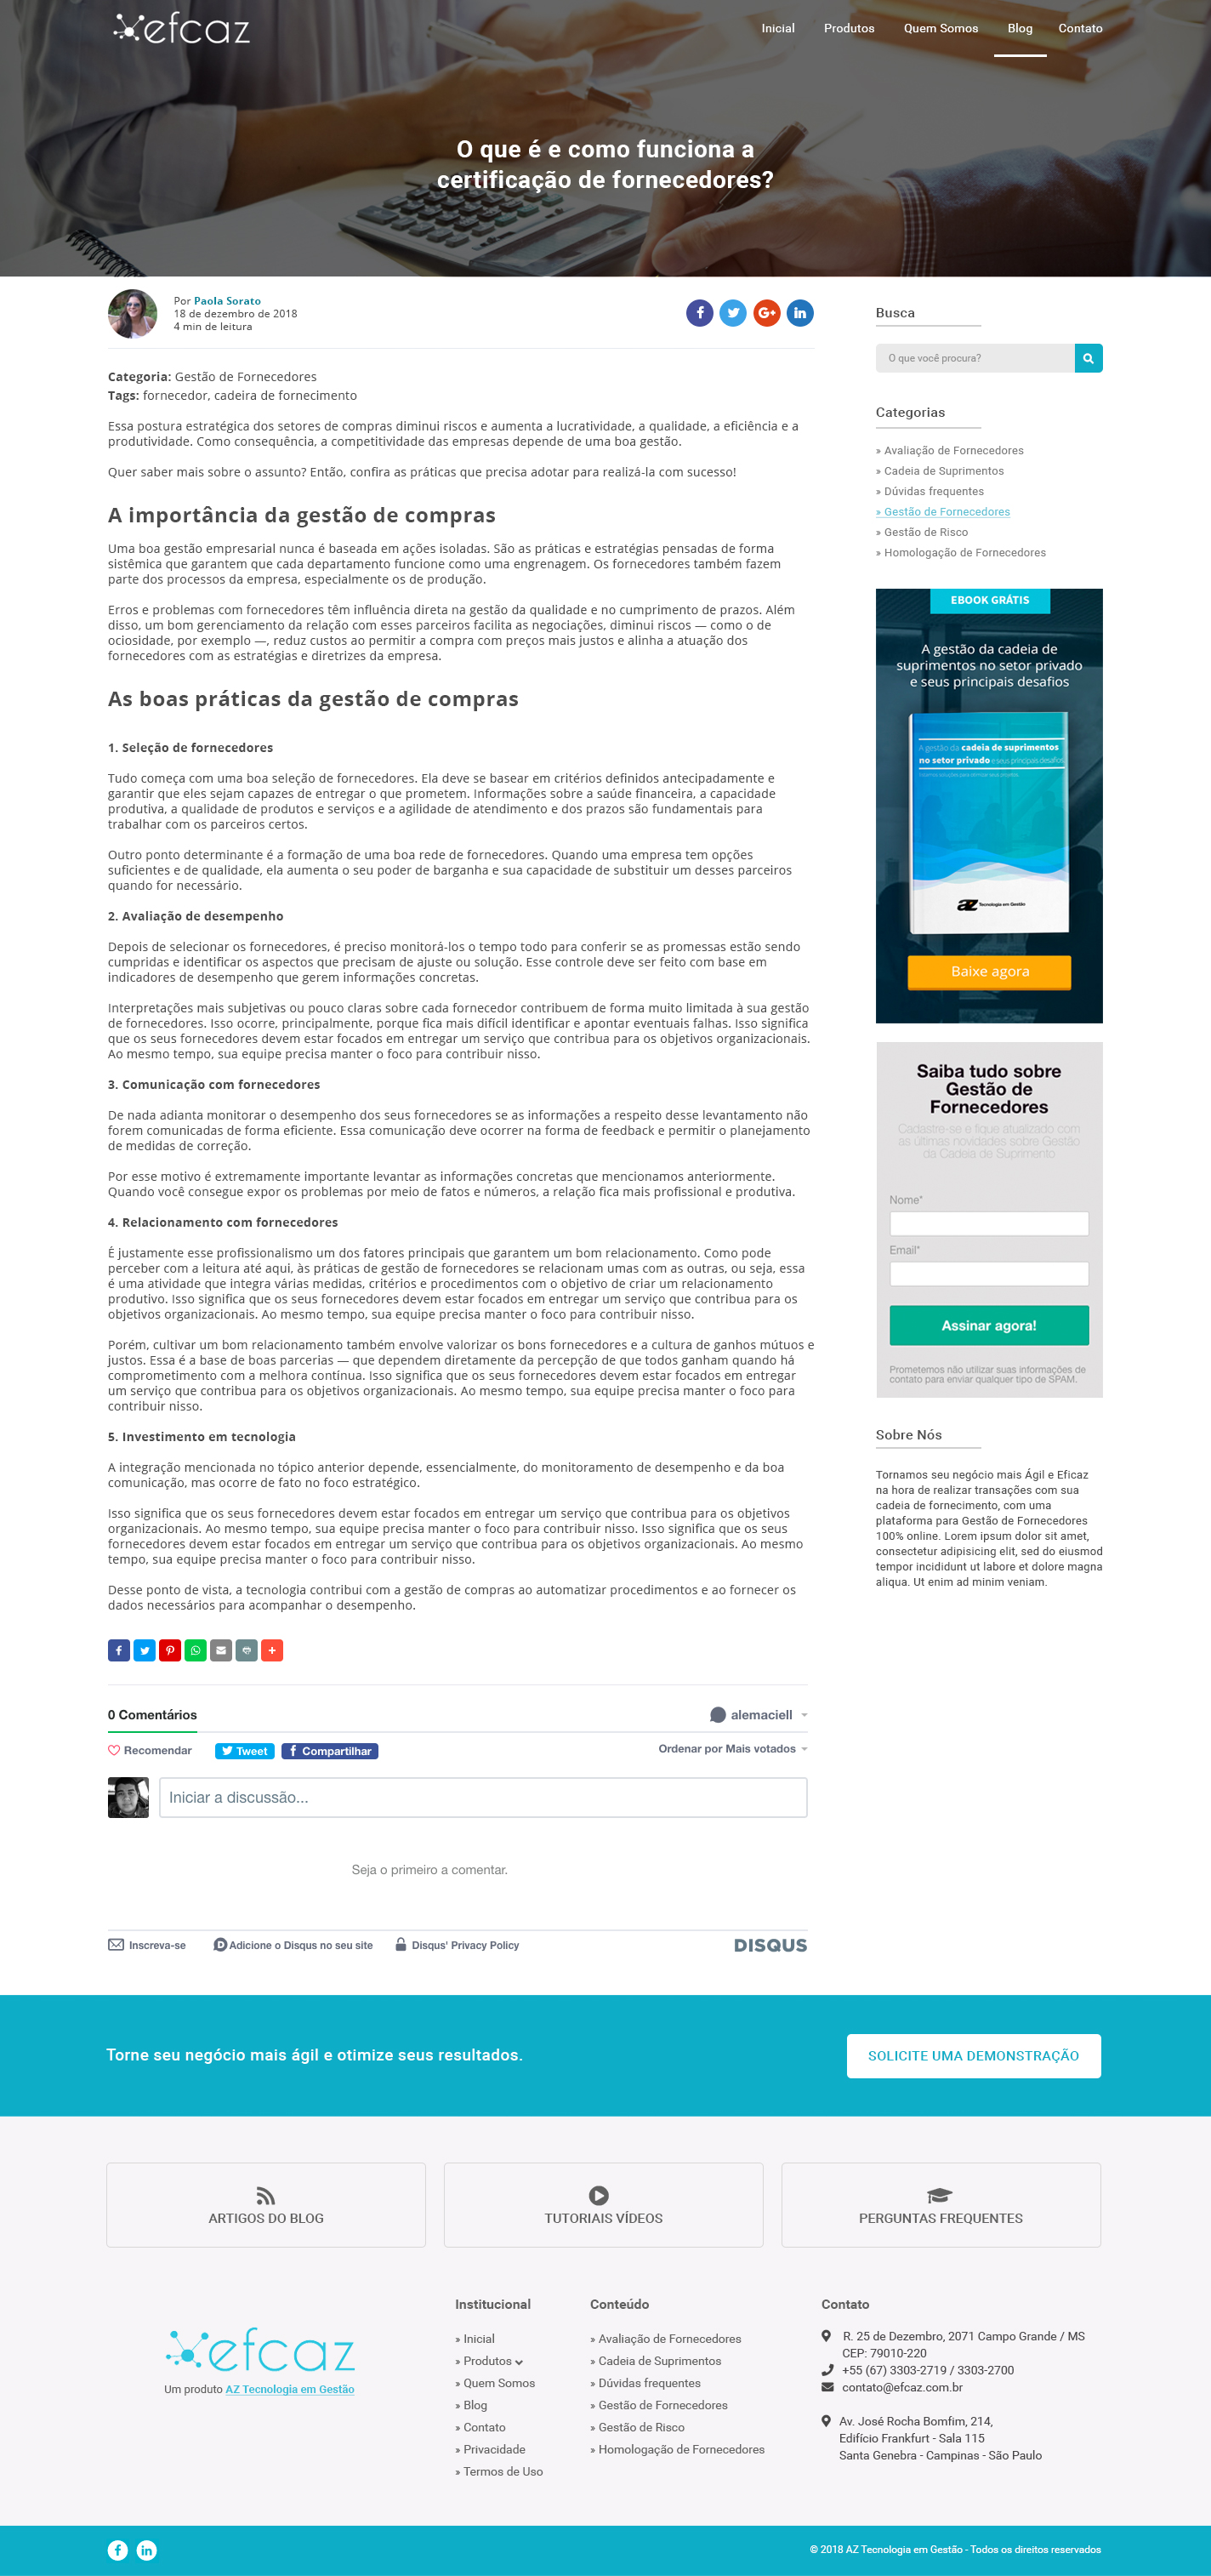 efcaz
Inicial Produtos Quem Somos Blog Contato
O que é e como funciona a
certificação de fornecedores?
Por Paola Sorato
18 de dezembro de 2018
4 min de leitura
Categoria: Gestão de Fornecedores
Tags: fornecedor, cadeira de fornecimento
Essa postura estratégica dos setores de compras diminui riscos e aumenta a lucratividade, a qualidade, a eficiência e a
produtividade. Como consequência, a competitividade das empresas depende de uma boa gestão.
Quer saber mais sobre o assunto? Então, confira as práticas que precisa adotar para realizá-la com sucesso!
A importância da gestão de compras
Uma boa gestão empresarial nunca é baseada em ações isoladas. São as práticas e estratégias pensadas de forma
sistêmica que garantem que cada departamento funcione como uma engrenagem. Os fornecedores também fazem
parte dos processos da empresa, especialmente os de produção.
Erros e problemas com fornecedores têm influência direta na gestão da qualidade e no cumprimento de prazos. Além
disso, um bom gerenciamento da relação com esses parceiros facilita as negociações, diminui riscos — como o de
ociosidade, por exemplo —, reduz custos ao permitir a compra com preços mais justos e alinha a atuação dos
fornecedores com as estratégias e diretrizes da empresa.
As boas práticas da gestão de compras
1. Seleção de fornecedores
Tudo começa com uma boa seleção de fornecedores. Ela deve se basear em critérios definidos antecipadamente e
garantir que eles sejam capazes de entregar o que prometem. Informações sobre a saúde financeira, a capacidade
produtiva, a qualidade de produtos e serviços e a agilidade de atendimento e dos prazos são fundamentais para
trabalhar com os parceiros certos.
Outro ponto determinante é a formação de uma boa rede de fornecedores. Quando uma empresa tem opções
suficientes e de qualidade, ela aumenta o seu poder de barganha e sua capacidade de substituir um desses parceiros
quando for necessário.
2. Avaliação de desempenho
Depois de selecionar os fornecedores, é preciso monitorá-los o tempo todo para conferir se as promessas estão sendo
cumpridas e identificar os aspectos que precisam de ajuste ou solução. Esse controle deve ser feito com base em
indicadores de desempenho que gerem informações concretas.
Interpretações mais subjetivas ou pouco claras sobre cada fornecedor contribuem de forma muito limitada à sua gestão
de fornecedores. Isso ocorre, principalmente, porque fica mais difícil identificar e apontar eventuais falhas. Isso significa
que os seus fornecedores devem estar focados em entregar um serviço que contribua para os objetivos organizacionais.
Ao mesmo tempo, sua equipe precisa manter o foco para contribuir nisso.
3. Comunicação com fornecedores
De nada adianta monitorar o desempenho dos seus fornecedores se as informações a respeito desse levantamento não
forem comunicadas de forma eficiente. Essa comunicação deve ocorrer na forma de feedback e permitir o planejamento
de medidas de correção.
Por esse motivo é extremamente importante levantar as informações concretas que mencionamos anteriormente.
Quando você consegue expor os problemas por meio de fatos e números, a relação fica mais profissional e produtiva.
4. Relacionamento com fornecedores
É justamente esse profissionalismo um dos fatores principais que garantem um bom relacionamento. Como pode
perceber com a leitura até aqui, às práticas de gestão de fornecedores se relacionam umas com as outras, ou seja, essa
é uma atividade que integra várias medidas, critérios e procedimentos com o objetivo de criar um relacionamento
produtivo. Isso significa que os seus fornecedores devem estar focados em entregar um serviço que contribua para os
objetivos organizacionais. Ao mesmo tempo, sua equipe precisa manter o foco para contribuir nisso.
Porém, cultivar um bom relacionamento também envolve valorizar os bons fornecedores e a cultura de ganhos mútuos e
justos. Essa é a base de boas parcerias — que dependem diretamente da percepção de que todos ganham quando há
comprometimento com a melhora contínua. Isso significa que os seus fornecedores devem estar focados em entregar
um serviço que contribua para os objetivos organizacionais. Ao mesmo tempo, sua equipe precisa manter o foco para
contribuir nisso.
5. Investimento em tecnologia
A integração mencionada no tópico anterior depende, essencialmente, do monitoramento de desempenho e da boa
comunicação, mas ocorre de fato no foco estratégico.
Isso significa que os seus fornecedores devem estar focados em entregar um serviço que contribua para os objetivos
organizacionais. Ao mesmo tempo, sua equipe precisa manter o foco para contribuir nisso. Isso significa que os seus
fornecedores devem estar focados em entregar um serviço que contribua para os objetivos organizacionais. Ao mesmo
tempo, sua equipe precisa manter o foco para contribuir nisso.
Desse ponto de vista, a tecnologia contribui com a gestão de compras ao automatizar procedimentos e ao fornecer os
dados necessários para acompanhar o desempenho.
0 Comentários
alemaciell
Recomendar Tweet Compartilhar
Ordenar por Mais votados
Iniciar a discussão...
Seja o primeiro a comentar.
Inscreva-se Adicione o Disqus no seu site Disqus' Privacy Policy DISQUS
Busca
O que você procura?
Categorias
» Avaliação de Fornecedores
» Cadeia de Suprimentos
» Dúvidas frequentes
» Gestão de Fornecedores
» Gestão de Risco
» Homologação de Fornecedores
EBOOK GRÁTIS
A gestão da cadeia de
suprimentos no setor privado
e seus principais desafios
A gestão da cadeia de suprimentos
no setor privado e seus principais desafios
az Tecnologia em Gestão
Baixe agora
Saiba tudo sobre
Gestão de
Fornecedores
Cadastre-se e fique atualizado com
as últimas novidades sobre Gestão
da Cadeia de Suprimento
Nome*
Email*
Assinar agora!
Prometemos não utilizar suas informações de
contato para enviar qualquer tipo de SPAM.
Sobre Nós
Tornamos seu negócio mais Ágil e Eficaz
na hora de realizar transações com sua
cadeia de fornecimento, com uma
plataforma para Gestão de Fornecedores
100% online. Lorem ipsum dolor sit amet,
consectetur adipisicing elit, sed do eiusmod
tempor incididunt ut labore et dolore magna
aliqua. Ut enim ad minim veniam.
Torne seu negócio mais ágil e otimize seus resultados.
SOLICITE UMA DEMONSTRAÇÃO
ARTIGOS DO BLOG
TUTORIAIS VÍDEOS
PERGUNTAS FREQUENTES
efcaz
Um produto AZ Tecnologia em Gestão
Institucional
» Inicial
» Produtos
» Quem Somos
» Blog
» Contato
» Privacidade
» Termos de Uso
Conteúdo
» Avaliação de Fornecedores
» Cadeia de Suprimentos
» Dúvidas frequentes
» Gestão de Fornecedores
» Gestão de Risco
» Homologação de Fornecedores
Contato
R. 25 de Dezembro, 2071 Campo Grande / MS
CEP: 79010-220
+55 (67) 3303-2719 / 3303-2700
contato@efcaz.com.br
Av. José Rocha Bomfim, 214,
Edifício Frankfurt - Sala 115
Santa Genebra - Campinas - São Paulo
© 2018 AZ Tecnologia em Gestão - Todos os direitos reservados